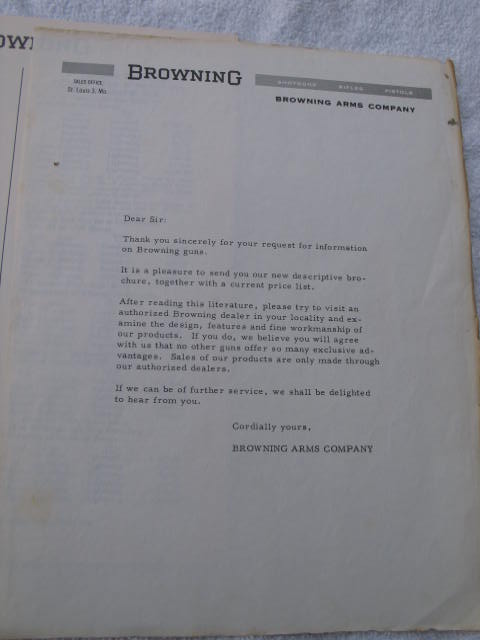 OWI
BROWNING
SALES OFFICE,
St. Louis 3, Mo.
SHOTGUNS RIFLES PISTOLS
BROWNING ARMS COMPANY
Dear Sir:
Thank you sincerely for your request for information
on Browning guns.
It is a pleasure to send you our new descriptive bro-
chure, together with a current price list.
After reading this literature, please try to visit an
authorized Browning dealer in your locality and ex-
amine the design, features and fine workmanship of
our products. If you do, we believe you will agree
with us that no other guns offer so many exclusive ad-
vantages. Sales of our products are only made through
our authorized dealers.
If we can be of further service, we shall be delighted
to hear from you.
Cordially yours,
BROWNING ARMS COMPANY